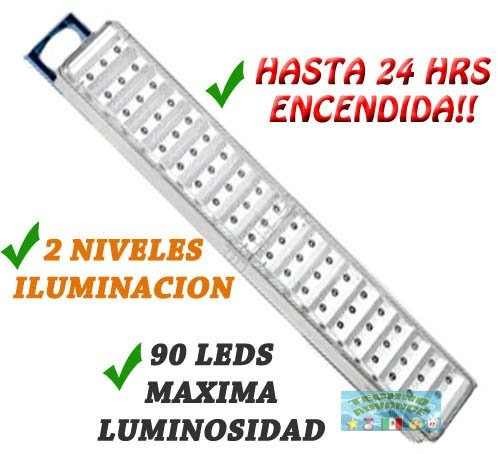 HASTA 24 HRS
ENCENDIDA!!
2 NIVELES
ILUMINACION
90 LEDS
MAXIMA
LUMINOSIDAD